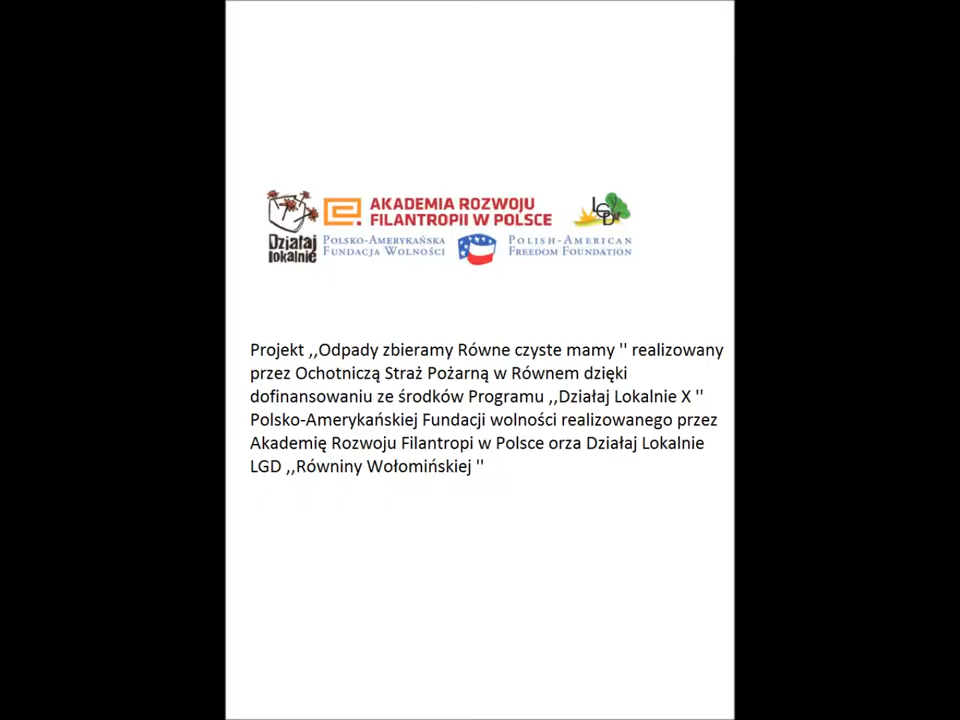 Działaj
lokalnie
AKADEMIA ROZWOJU
FILANTROPII W POLSCE
LGD
POLSKO-AMERYKAŃSKA
FUNDACJA WOLNOŚCI
POLISH-AMERICAN
FREEDOM FOUNDATION
Projekt ,,Odpady zbieramy Równe czyste mamy '' realizowany
przez Ochotniczą Straż Pożarną w Równem dzięki
dofinansowaniu ze środków Programu ,,Działaj Lokalnie X ''
Polsko-Amerykańskiej Fundacji wolności realizowanego przez
Akademię Rozwoju Filantropi w Polsce orza Działaj Lokalnie
LGD ,,Równiny Wołomińskiej ''